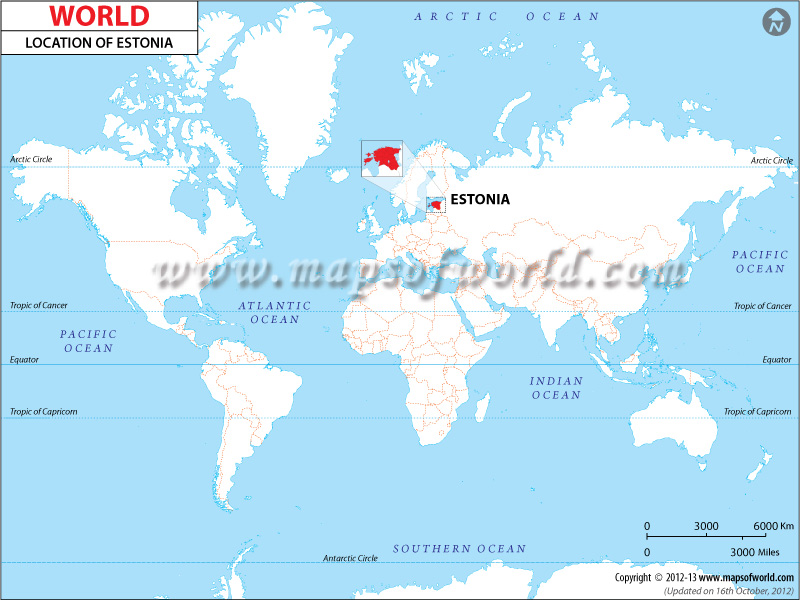 WORLD
LOCATION OF ESTONIA
ARCTIC OCEAN
N
Arctic Circle
Arctic Circle
ESTONIA
www.mapsofworld.com
PACIFIC
OCEAN
Tropic of Cancer
ATLANTIC
OCEAN
Tropic of Cancer
PACIFIC
OCEAN
Equator
Equator
INDIAN
OCEAN
Tropic of Capricorn
Tropic of Capricorn
0 3000 6000 Km
0 3000 Miles
SOUTHERN OCEAN
Antarctic Circle
Copyright © 2012-13 www.mapsofworld.com
(Updated on 16th October, 2012)